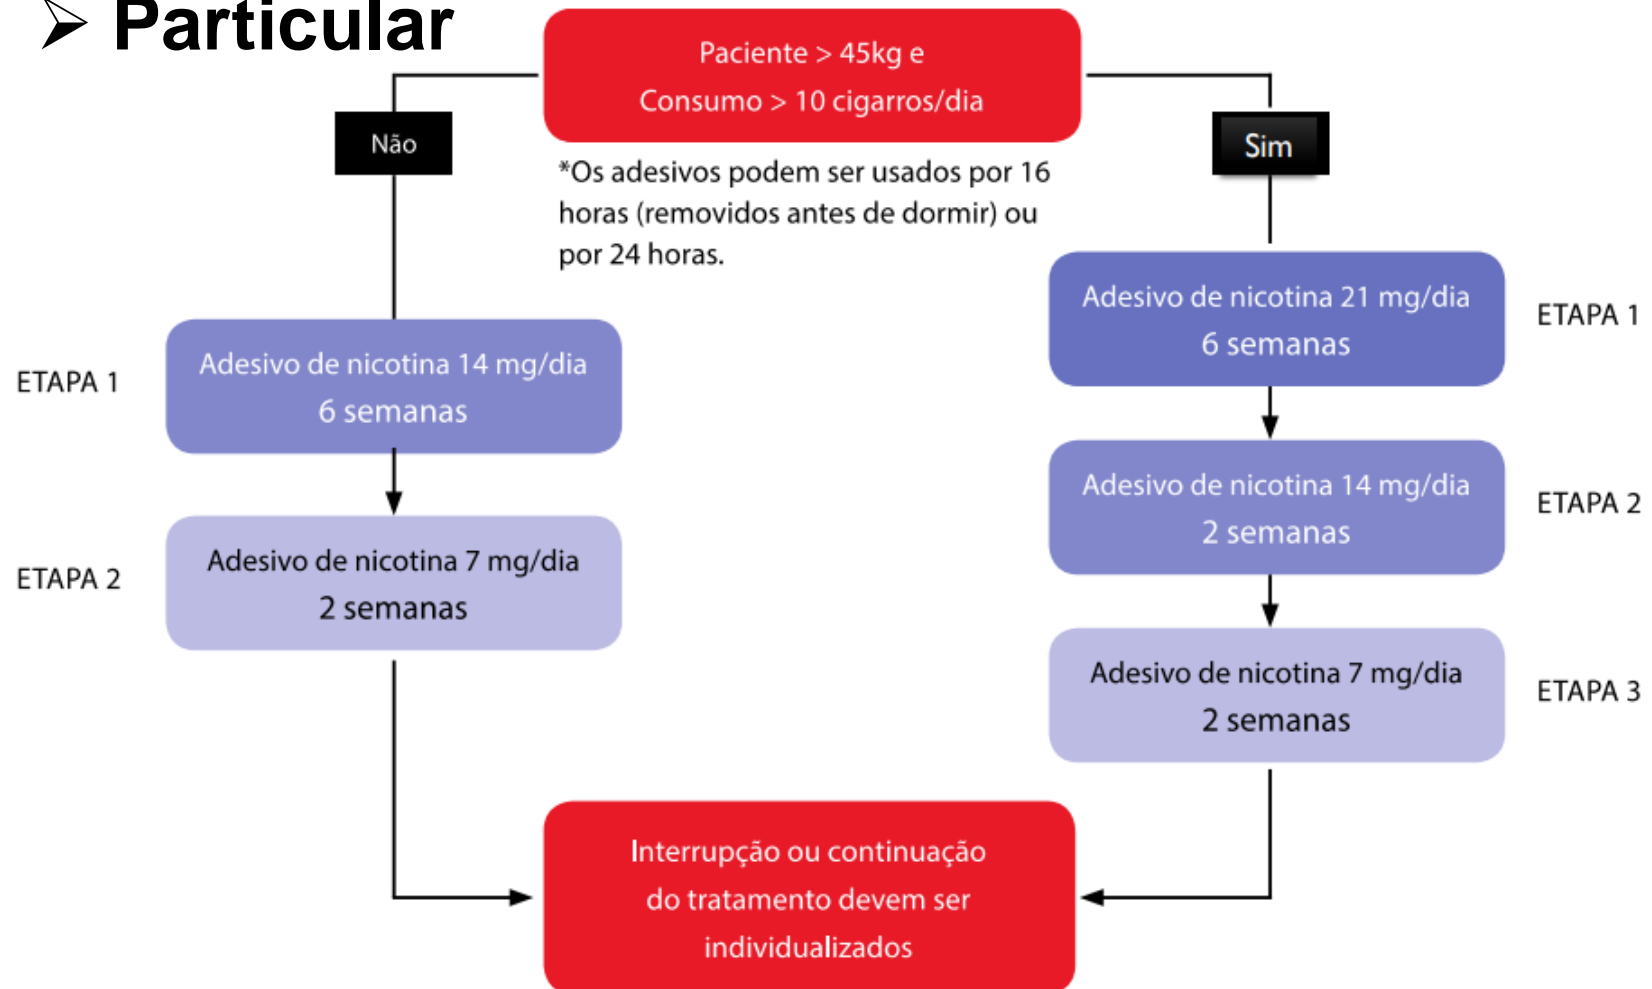 ➢ Particular
Paciente > 45kg e
Consumo > 10 cigarros/dia
Não
Sim
*Os adesivos podem ser usados por 16
horas (removidos antes de dormir) ou
por 24 horas.
ETAPA 1
Adesivo de nicotina 14 mg/dia
6 semanas
ETAPA 2
Adesivo de nicotina 7 mg/dia
2 semanas
Adesivo de nicotina 21 mg/dia
6 semanas
ETAPA 1
Adesivo de nicotina 14 mg/dia
2 semanas
ETAPA 2
Adesivo de nicotina 7 mg/dia
2 semanas
ETAPA 3
Interrupção ou continuação
do tratamento devem ser
individualizados